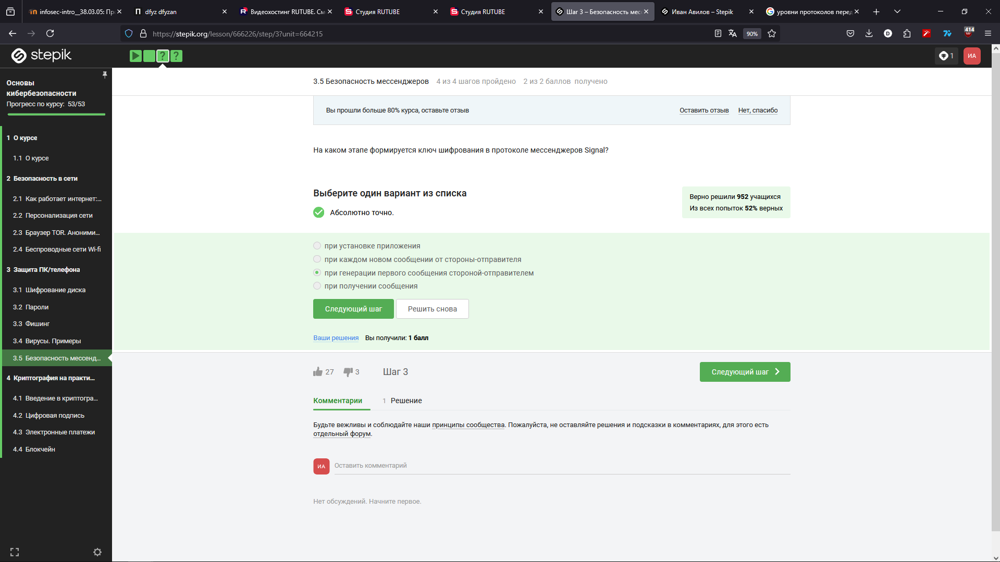 infosec-intro__38.03.05: Пр
dfyz dfyzan
Видеохостинг RUTUBE. См
Студия RUTUBE
Студия RUTUBE
Шаг 3 – Безопасность мес
Иван Авилов – Stepik
уровни протоколов перед
https://stepik.org/lesson/666226/step/3?unit=664215
90%
414
stepik
1
ИА
Основы
кибербезопасности
Прогресс по курсу: 53/53
1 О курсе
1.1 О курсе
2 Безопасность в сети
2.1 Как работает интернет:...
2.2 Персонализация сети
2.3 Браузер TOR. Аноними...
2.4 Беспроводные сети Wi-fi
3 Защита ПК/телефона
3.1 Шифрование диска
3.2 Пароли
3.3 Фишинг
3.4 Вирусы. Примеры
3.5 Безопасность мессенд...
4 Криптография на практи...
4.1 Введение в криптогра...
4.2 Цифровая подпись
4.3 Электронные платежи
4.4 Блокчейн
3.5 Безопасность мессенджеров 4 из 4 шагов пройдено 2 из 2 баллов получено
Вы прошли больше 80% курса, оставьте отзыв Оставить отзыв Нет, спасибо
На каком этапе формируется ключ шифрования в протоколе мессенджеров Signal?
Выберите один вариант из списка
Абсолютно точно.
Верно решили 952 учащихся
Из всех попыток 52% верных
при установке приложения
при каждом новом сообщении от стороны-отправителя
при генерации первого сообщения стороной-отправителем
при получении сообщения
Следующий шаг Решить снова
Ваши решения Вы получили: 1 балл
27 3 Шаг 3
Следующий шаг
Комментарии 1 Решение
Будьте вежливы и соблюдайте наши принципы сообщества. Пожалуйста, не оставляйте решения и подсказки в комментариях, для этого есть
отдельный форум.
ИА Оставить комментарий
Нет обсуждений. Начните первое.